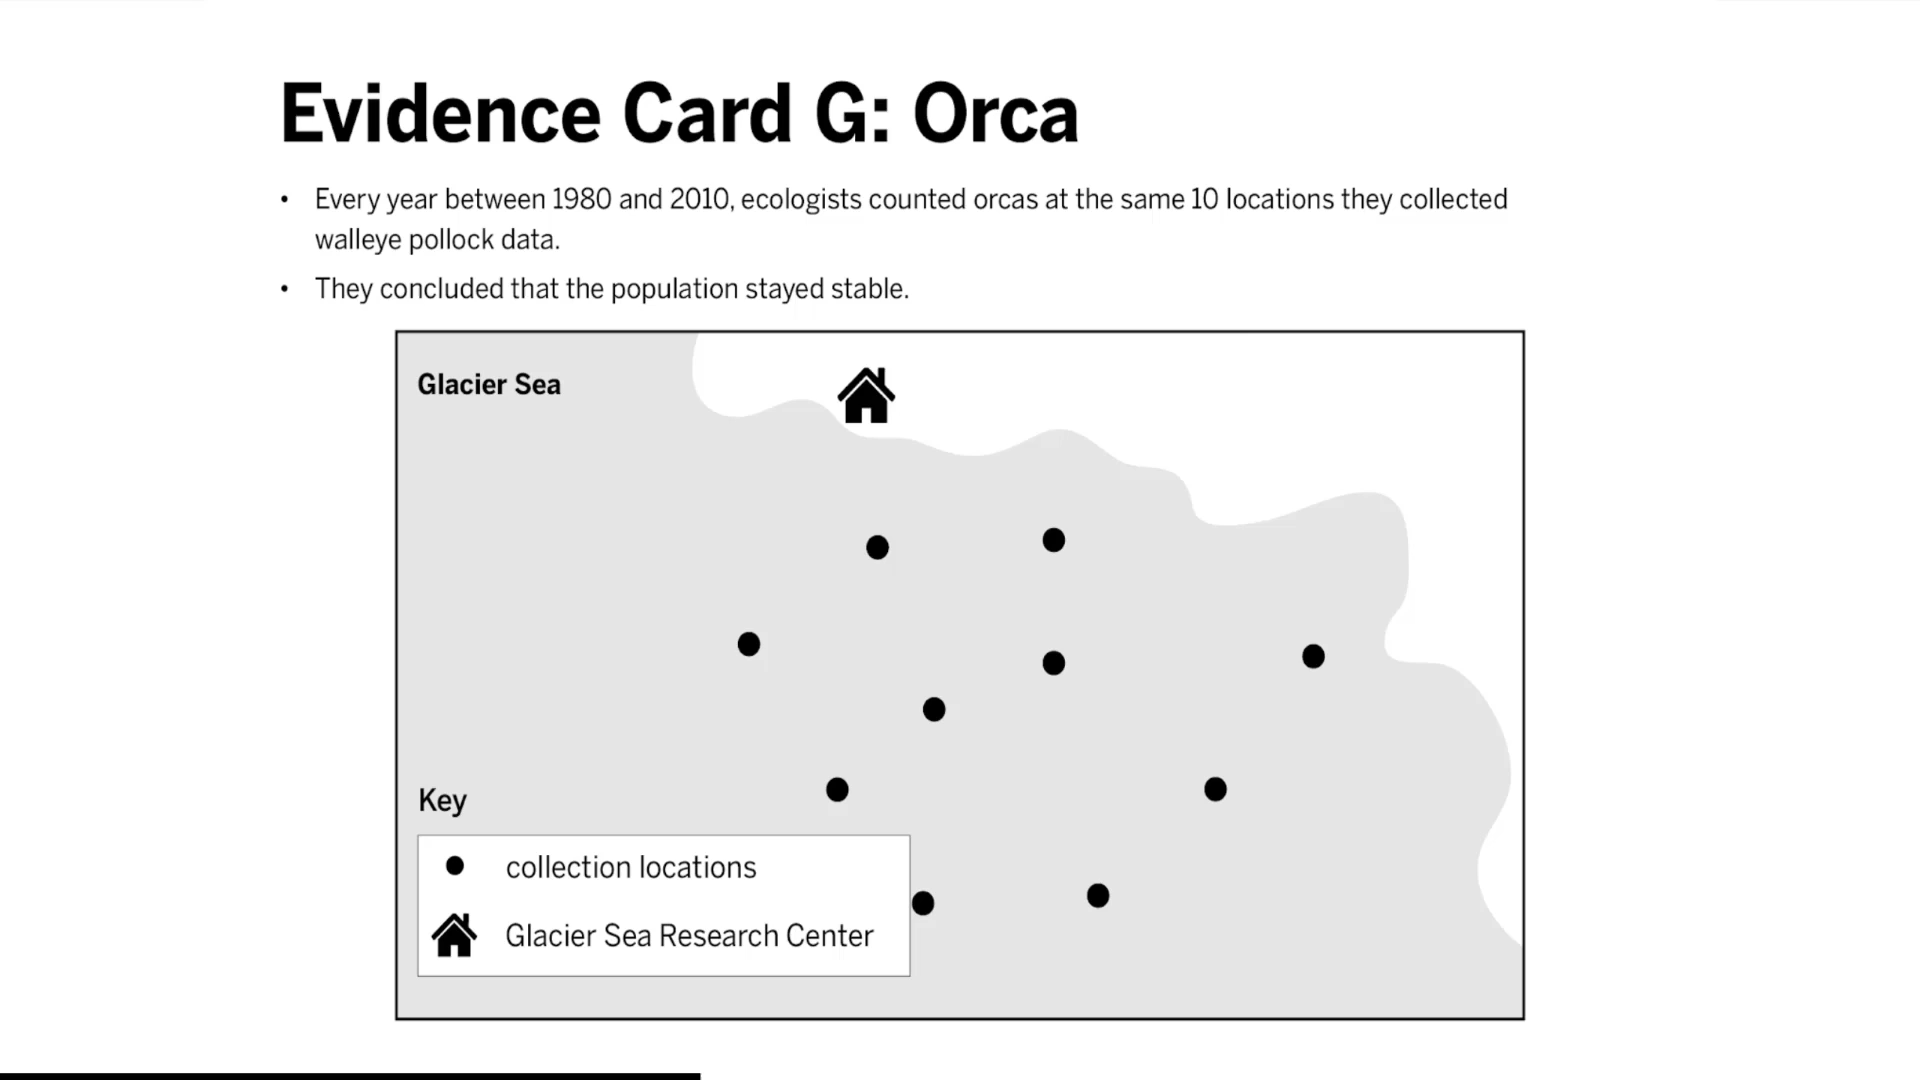 Evidence Card G: Orca
• Every year between 1980 and 2010, ecologists counted orcas at the same 10 locations they collected
walleye pollock data.
• They concluded that the population stayed stable.
Glacier Sea
Key
collection locations
Glacier Sea Research Center